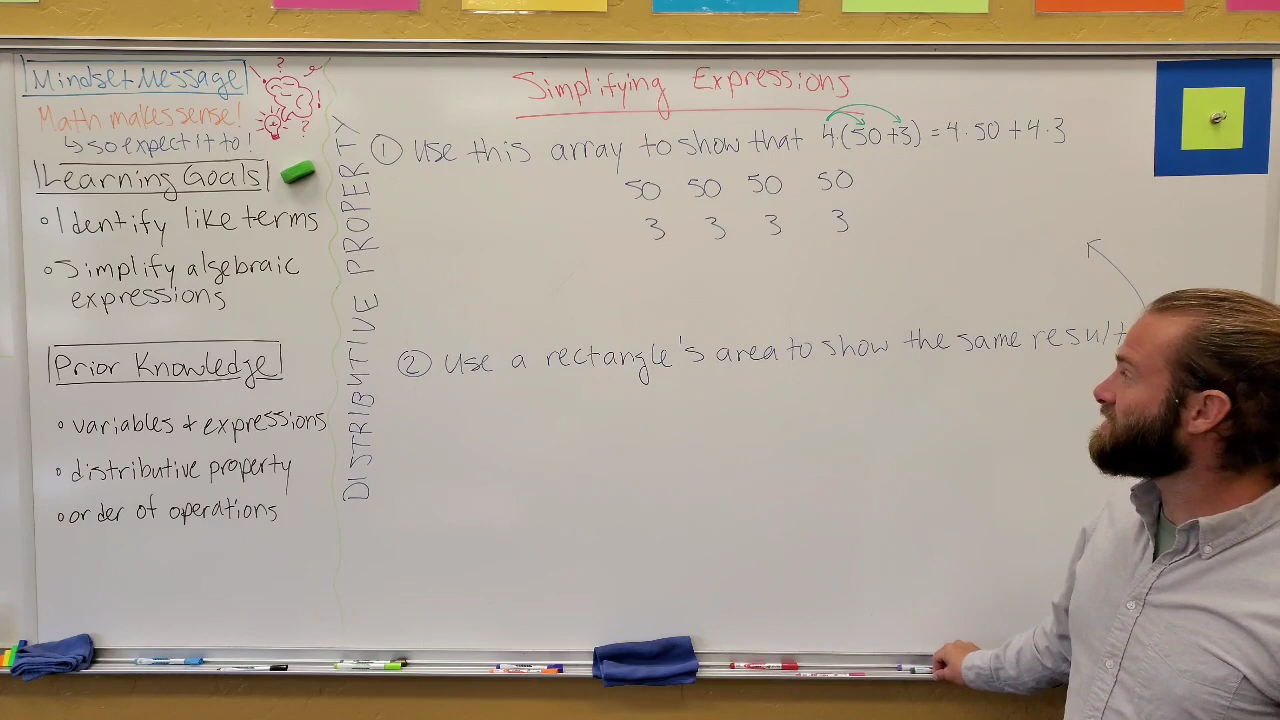 Mindset Message
Math makes sense!
↳ so expect it to!
Learning Goals
• Identify like terms
• Simplify algebraic
expressions
Prior Knowledge
• variables + expressions
• distributive property
• order of operations
DISTRIBUTIVE PROPERTY
Simplifying Expressions
① Use this array to show that 4·(50+3) = 4·50 + 4·3
50 50 50 50
3 3 3 3
② Use a rectangle's area to show the same result